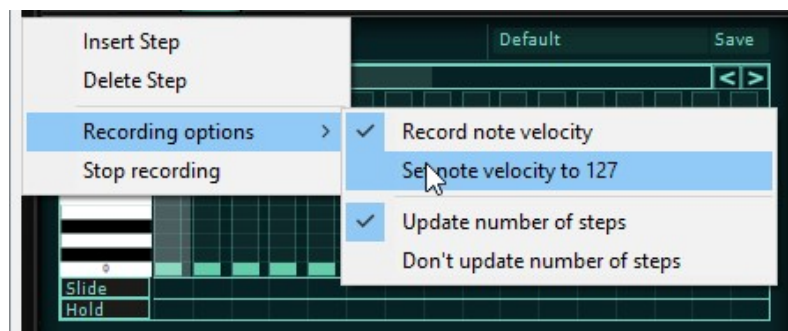 Insert Step
Default
Save
Delete Step
< >
Recording options >
Record note velocity
Stop recording
Set note velocity to 127
Update number of steps
0
Don't update number of steps
Slide
Hold